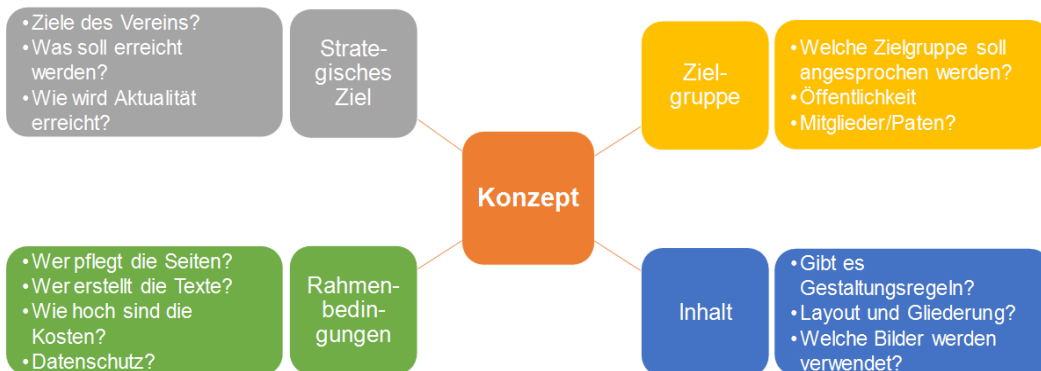 • Ziele des Vereins?
• Was soll erreicht
werden?
• Wie wird Aktualität
erreicht?
Strate-
gisches
Ziel
Ziel-
gruppe
• Welche Zielgruppe soll
angesprochen werden?
• Öffentlichkeit
• Mitglieder/Paten?
Konzept
• Wer pflegt die Seiten?
• Wer erstellt die Texte?
• Wie hoch sind die
Kosten?
• Datenschutz?
Rahmen-
bedin-
gungen
Inhalt
• Gibt es
Gestaltungsregeln?
• Layout und Gliederung?
• Welche Bilder werden
verwendet?